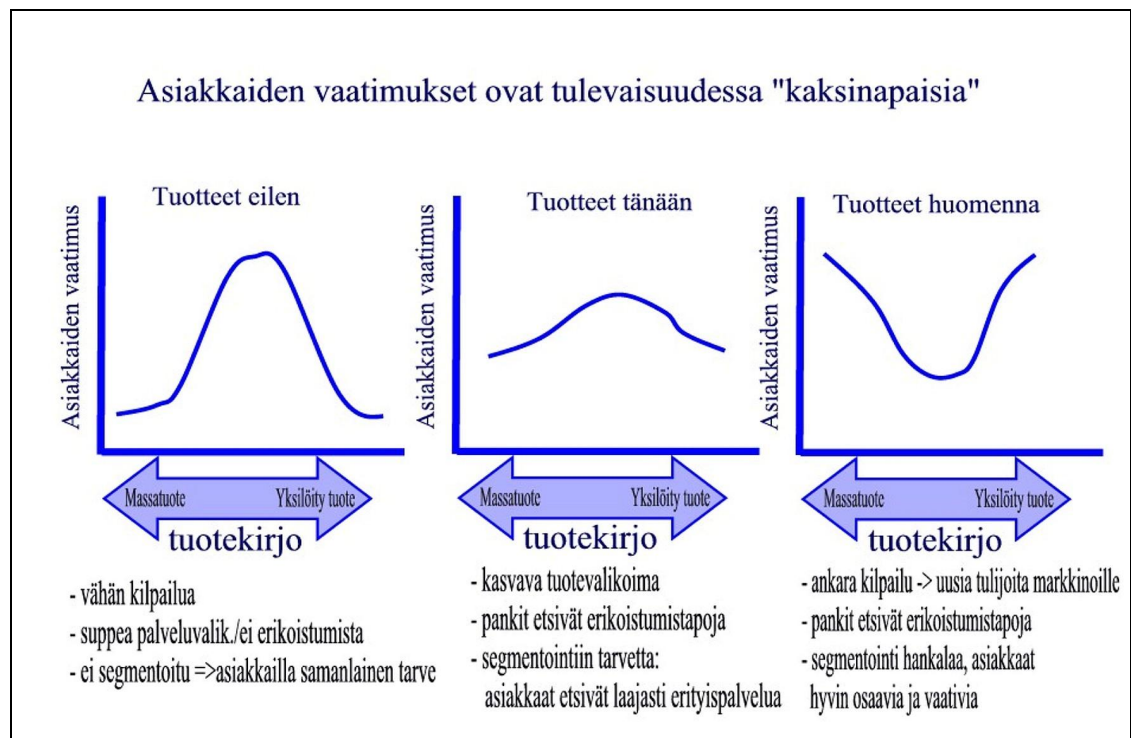 Asiakkaiden vaatimukset ovat tulevaisuudessa "kaksinapaisia"
Tuotteet eilen
Asiakkaiden vaatimus
Massatuote
Yksilöity tuote
tuotekirjo
- vähän kilpailua
- suppea palveluvalik./ei erikoistumista
- ei segmentoitu =>asiakkailla samanlainen tarve
Tuotteet tänään
Asiakkaiden vaatimus
Massatuote
Yksilöity tuote
tuotekirjo
- kasvava tuotevalikoima
- pankit etsivät erikoistumistapoja
- segmentointiin tarvetta:
asiakkaat etsivät laajasti erityispalvelua
Tuotteet huomenna
Asiakkaiden vaatimus
Massatuote
Yksilöity tuote
tuotekirjo
- ankara kilpailu -> uusia tulijoita markkinoille
- pankit etsivät erikoistumistapoja
- segmentointi hankalaa, asiakkaat
hyvin osaavia ja vaativia